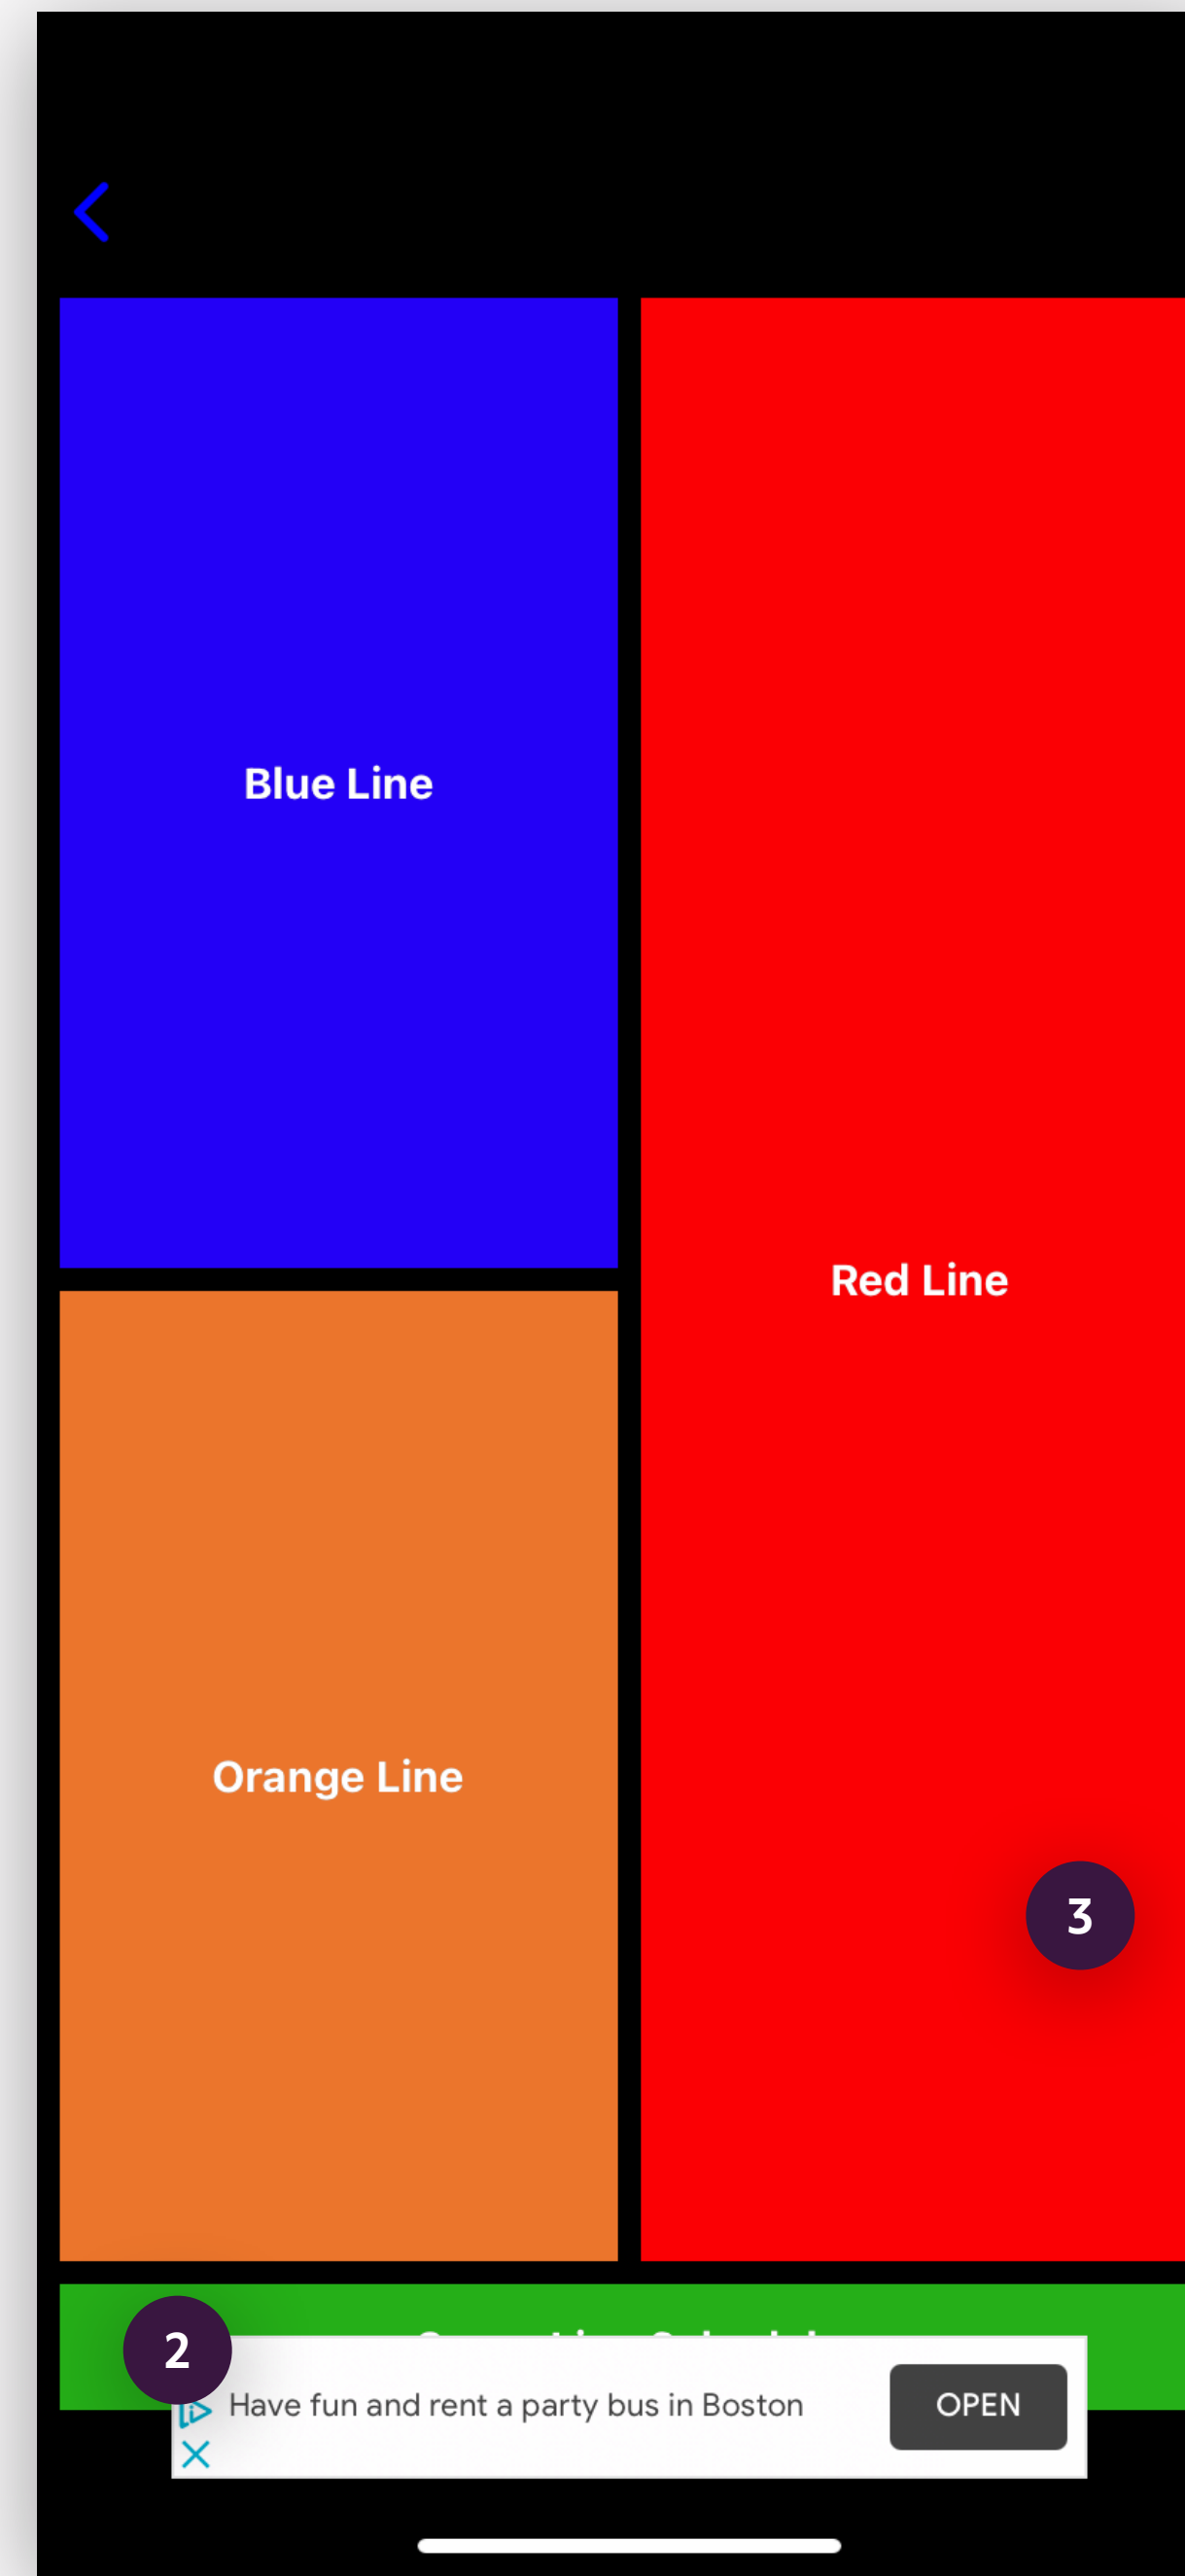 Blue Line
Red Line
Orange Line
3
2
Have fun and rent a party bus in Boston
OPEN